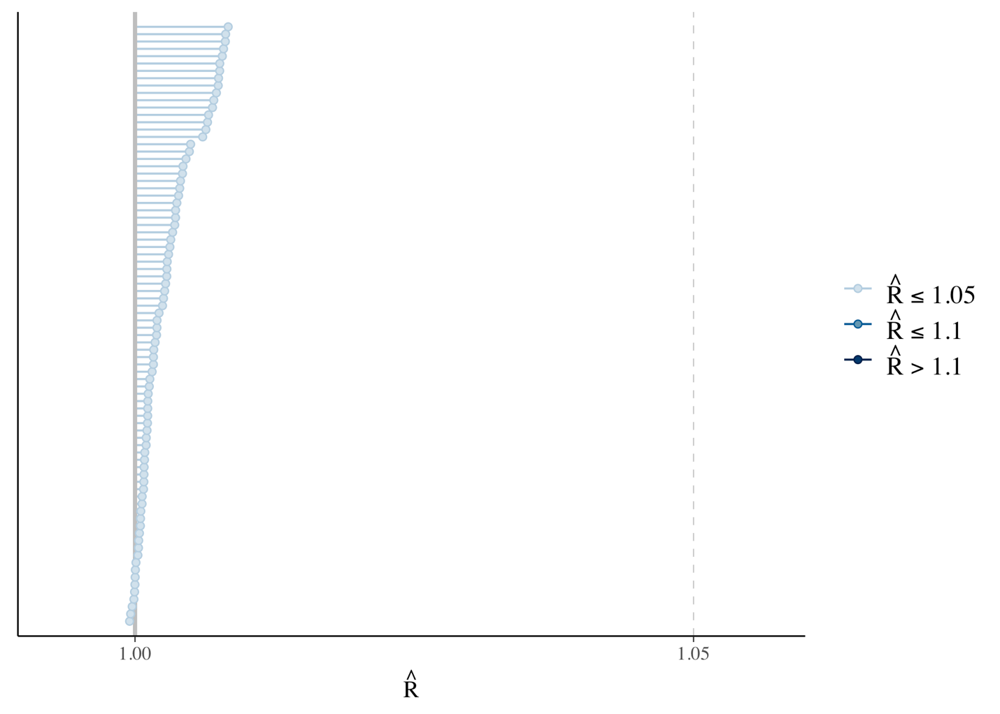 R̂ ≤ 1.05
R̂ ≤ 1.1
R̂ > 1.1
1.00 1.05
R̂